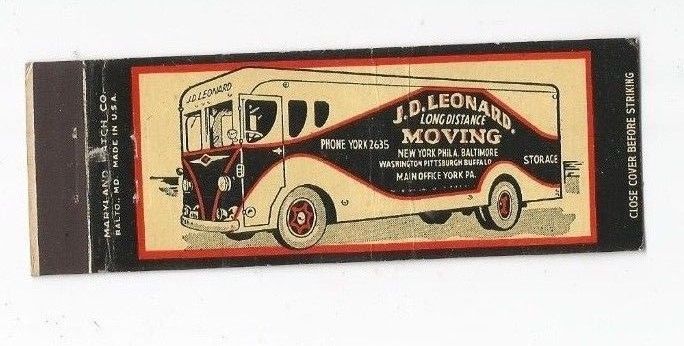 MARYLAND MATCH CO.
BALTO., MD. MADE IN U.S.A.
J.D. LEONARD
PHONE YORK 2635
J.D. LEONARD.
LONG DISTANCE
MOVING
NEW YORK PHILA. BALTIMORE
WASHINGTON PITTSBURGH BUFFALO
MAIN OFFICE YORK PA.
STORAGE
CLOSE COVER BEFORE STRIKING